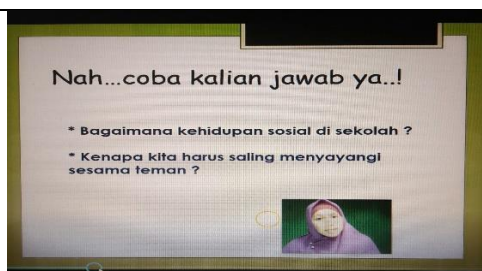 Nah...coba kalian jawab ya..!
* Bagaimana kehidupan sosial di sekolah ?
* Kenapa kita harus saling menyayangi
sesama teman ?